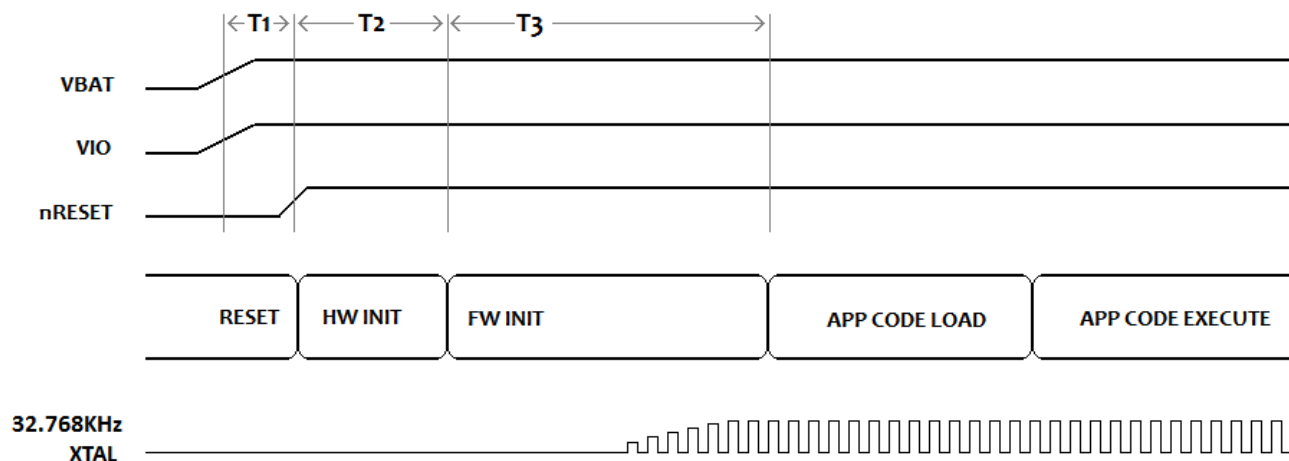 T1 T2 T3
VBAT
VIO
nRESET
RESET HW INIT FW INIT APP CODE LOAD APP CODE EXECUTE
32.768KHz
XTAL